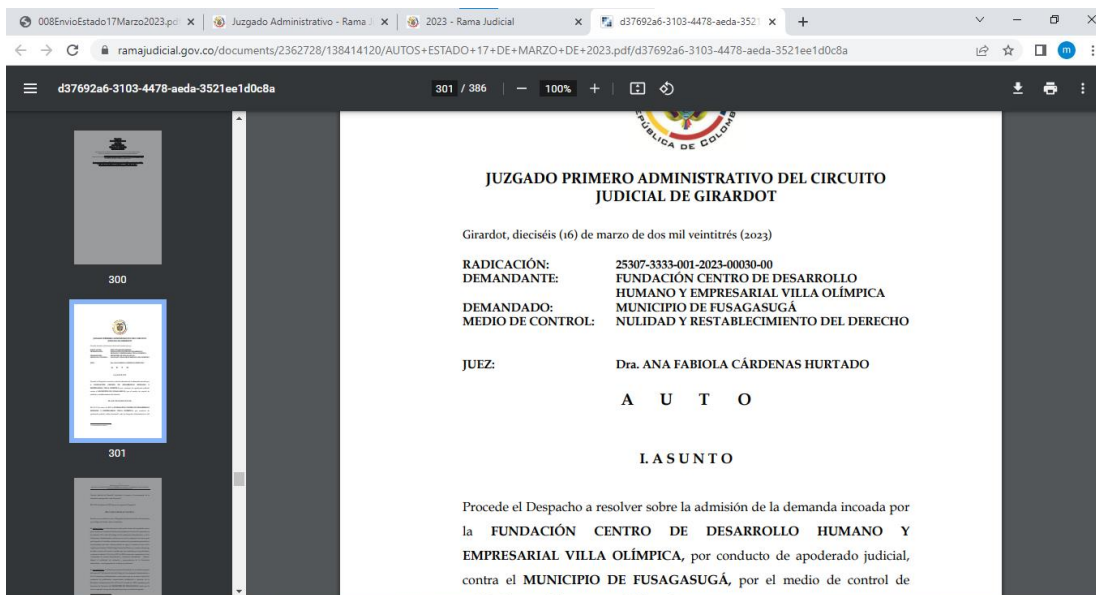 008EnvioEstado17Marzo2023.pd
Juzgado Administrativo - Rama J
2023 - Rama Judicial
d37692a6-3103-4478-aeda-3521
ramajudicial.gov.co/documents/2362728/138414120/AUTOS+ESTADO+17+DE+MARZO+DE+2023.pdf/d37692a6-3103-4478-aeda-3521ee1d0c8a
m
d37692a6-3103-4478-aeda-3521ee1d0c8a
301 / 386
100%
300
301
REPÚBLICA DE COLOMBIA
JUZGADO PRIMERO ADMINISTRATIVO DEL CIRCUITO
JUDICIAL DE GIRARDOT
Girardot, dieciséis (16) de marzo de dos mil veintitrés (2023)
RADICACIÓN: 25307-3333-001-2023-00030-00
DEMANDANTE: FUNDACIÓN CENTRO DE DESARROLLO
HUMANO Y EMPRESARIAL VILLA OLÍMPICA
DEMANDADO: MUNICIPIO DE FUSAGASUGÁ
MEDIO DE CONTROL: NULIDAD Y RESTABLECIMIENTO DEL DERECHO
JUEZ: Dra. ANA FABIOLA CÁRDENAS HURTADO
A U T O
I. A S U N T O
Procede el Despacho a resolver sobre la admisión de la demanda incoada por
la FUNDACIÓN CENTRO DE DESARROLLO HUMANO Y
EMPRESARIAL VILLA OLÍMPICA, por conducto de apoderado judicial,
contra el MUNICIPIO DE FUSAGASUGÁ, por el medio de control de